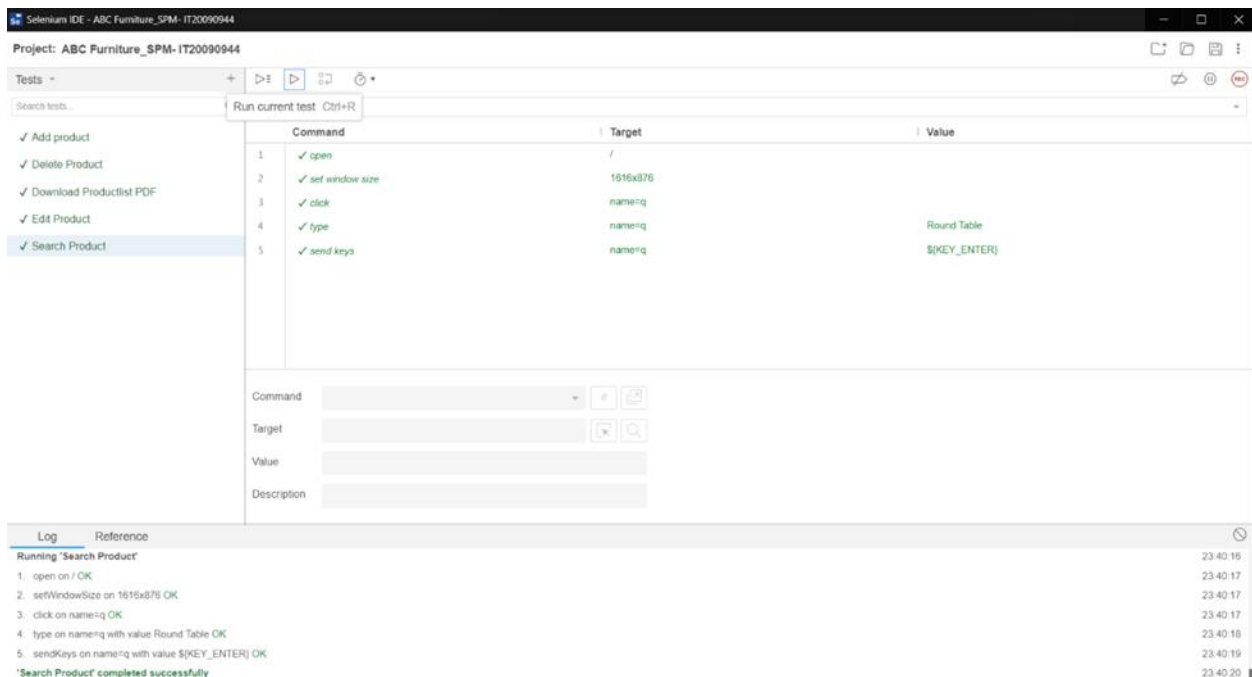 Selenium IDE - ABC Furniture_SPM- IT20090944
Project: ABC Furniture_SPM- IT20090944
Tests
Search tests...
Run current test Ctrl+R
Command Target Value
✓ Add product
✓ Delete Product
✓ Download Productlist PDF
✓ Edit Product
✓ Search Product
1 ✓ open /
2 ✓ set window size 1616x876
3 ✓ click name=q
4 ✓ type name=q Round Table
5 ✓ send keys name=q ${KEY_ENTER}
Command
Target
Value
Description
Log Reference
Running 'Search Product' 23:40:16
1. open on / OK 23:40:17
2. setWindowSize on 1616x876 OK 23:40:17
3. click on name=q OK 23:40:17
4. type on name=q with value Round Table OK 23:40:18
5. sendKeys on name=q with value ${KEY_ENTER} OK 23:40:19
'Search Product' completed successfully 23:40:20